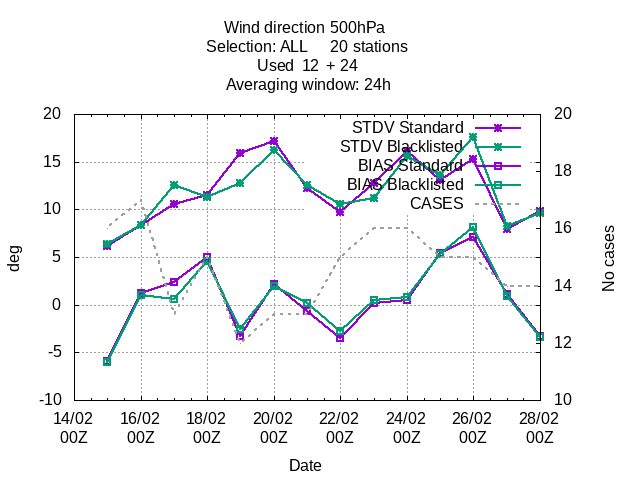 Wind direction 500hPa
Selection: ALL     20 stations
Used  12  + 24
Averaging window: 24h
20
15
10
5
0
-5
-10
deg
STDV Standard
STDV Blacklisted
BIAS Standard
BIAS Blacklisted
CASES
20
18
16
14
12
10
No cases
14/02 16/02 18/02 20/02 22/02 24/02 26/02 28/02
00Z 00Z 00Z 00Z 00Z 00Z 00Z 00Z
Date